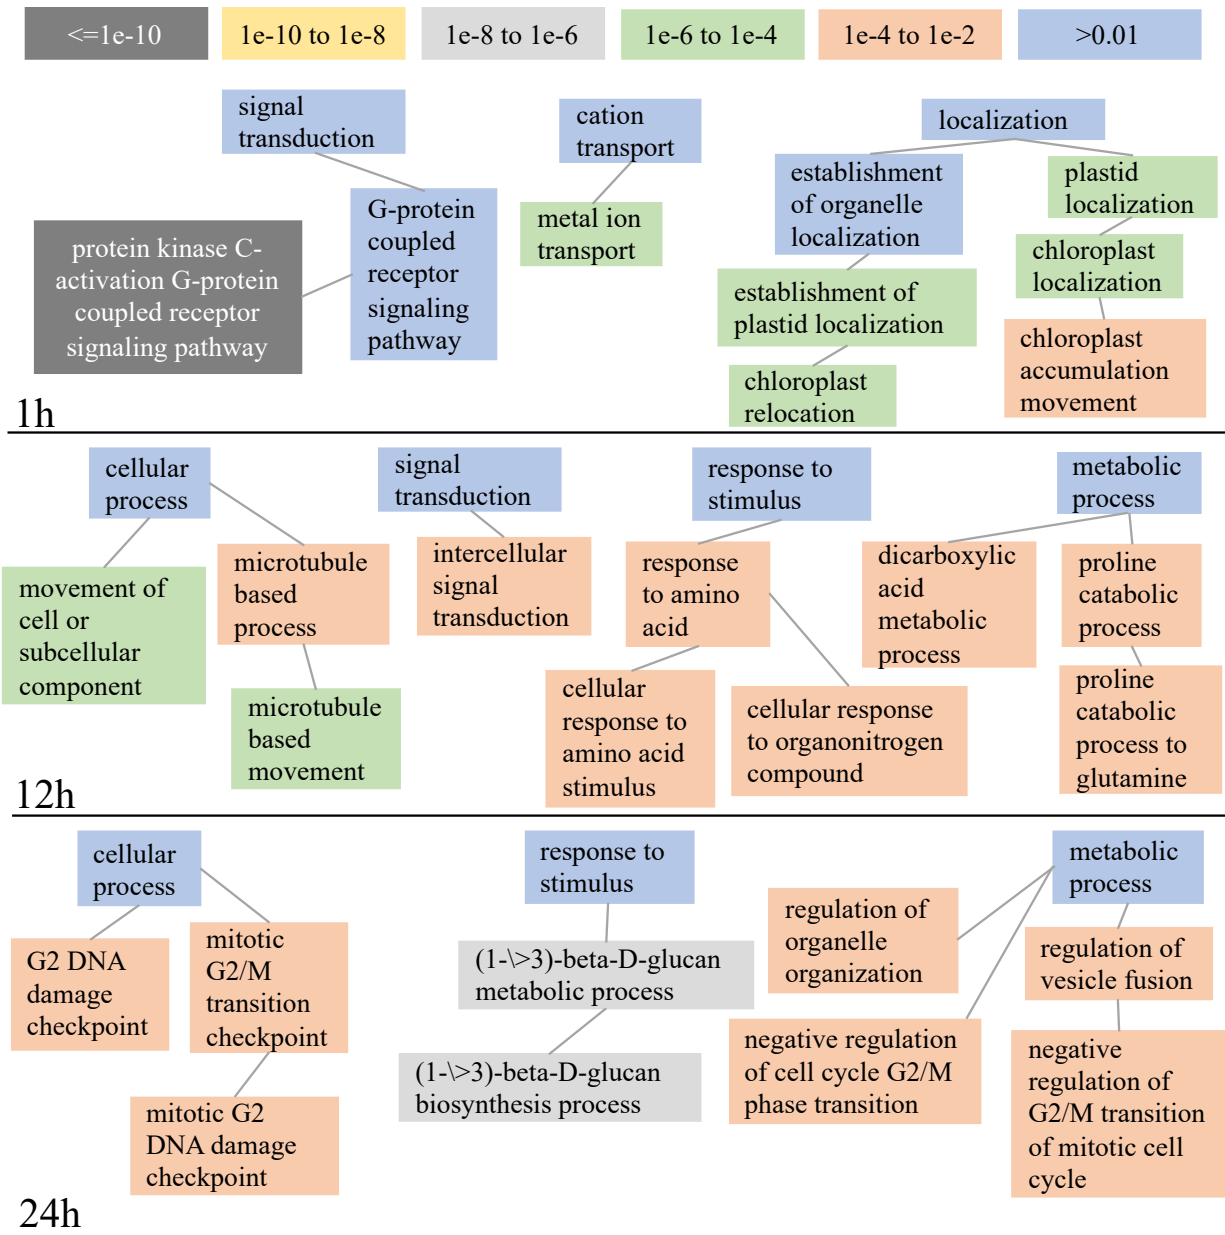 <=1e-10
1e-10 to 1e-8
1e-8 to 1e-6
1e-6 to 1e-4
1e-4 to 1e-2
>0.01
signal
transduction
G-protein
coupled
receptor
signaling
pathway
protein kinase C-
activation G-protein
coupled receptor
signaling pathway
cation
transport
metal ion
transport
localization
establishment
of organelle
localization
establishment of
plastid localization
chloroplast
relocation
plastid
localization
chloroplast
localization
chloroplast
accumulation
movement
1h
cellular
process
movement of
cell or
subcellular
component
microtubule
based
process
microtubule
based
movement
signal
transduction
intercellular
signal
transduction
response to
stimulus
response
to amino
acid
cellular
response to
amino acid
stimulus
cellular response
to organonitrogen
compound
metabolic
process
dicarboxylic
acid
metabolic
process
proline
catabolic
process
proline
catabolic
process to
glutamine
12h
cellular
process
G2 DNA
damage
checkpoint
mitotic
G2/M
transition
checkpoint
mitotic G2
DNA damage
checkpoint
response to
stimulus
(1-\>3)-beta-D-glucan
metabolic process
(1-\>3)-beta-D-glucan
biosynthesis process
metabolic
process
regulation of
organelle
organization
negative regulation
of cell cycle G2/M
phase transition
regulation of
vesicle fusion
negative
regulation of
G2/M transition
of mitotic cell
cycle
24h